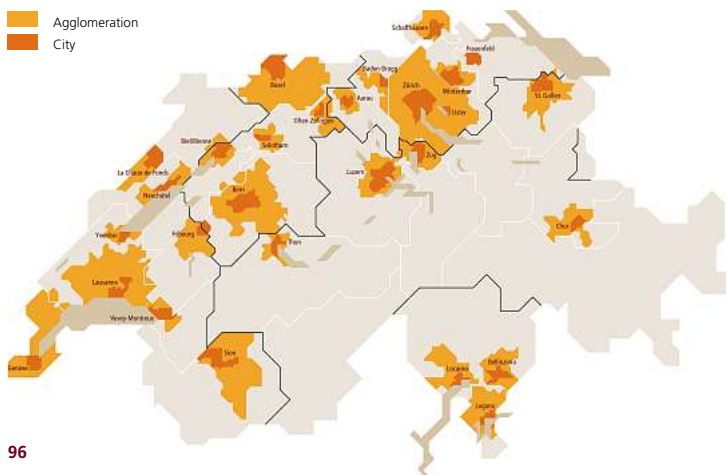 Agglomeration
City
Schaffhausen
Frauenfeld
Baden-Brugg
Basel
Zürich
Winterthur
Aarau
St. Gallen
Uster
Olten Zofingen
Biel/Bienne
Solothurn
Zug
La Chaux de Fonds
Luzern
Neuchâtel
Bern
Chur
Yverdon
Fribourg
Thun
Lausanne
Vevey-Montreux
Sion
Genève
Locarno
Bellinzona
Lugano
96